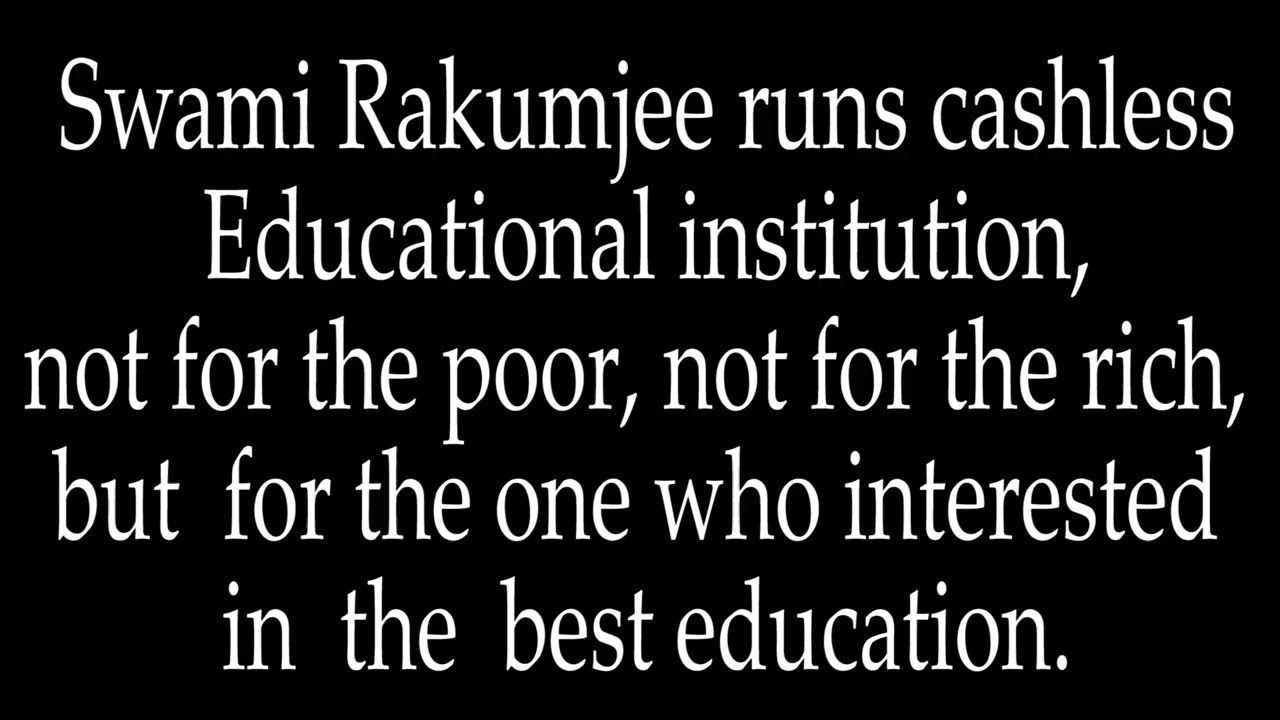 Swami Rakumjee runs cashless
Educational institution,
not for the poor, not for the rich,
but for the one who interested
in the best education.